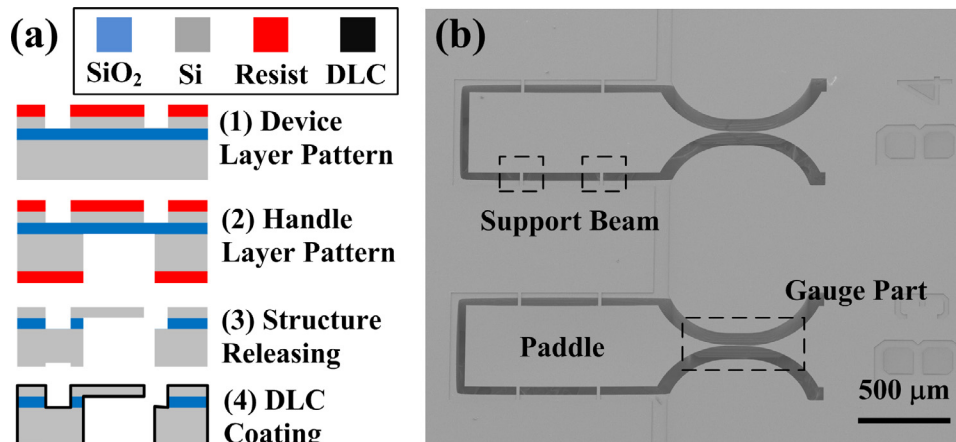 (a)
SiO2 Si Resist DLC
(1) Device
Layer Pattern
(2) Handle
Layer Pattern
(3) Structure
Releasing
(4) DLC
Coating
(b)
4
Support Beam
Gauge Part
Paddle
500 μm